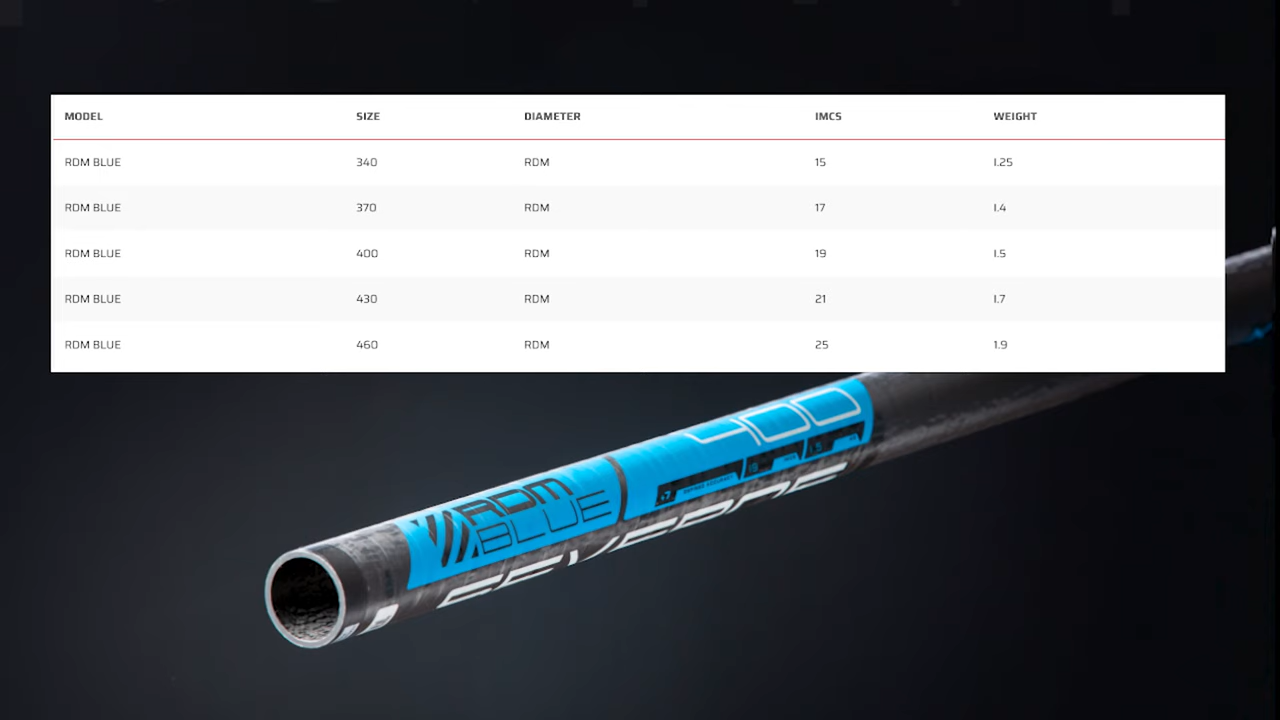 MODEL SIZE DIAMETER IMCS WEIGHT
RDM BLUE 340 RDM 15 1.25
RDM BLUE 370 RDM 17 1.4
RDM BLUE 400 RDM 19 1.5
RDM BLUE 430 RDM 21 1.7
RDM BLUE 460 RDM 25 1.9
400
RDM
BLUE